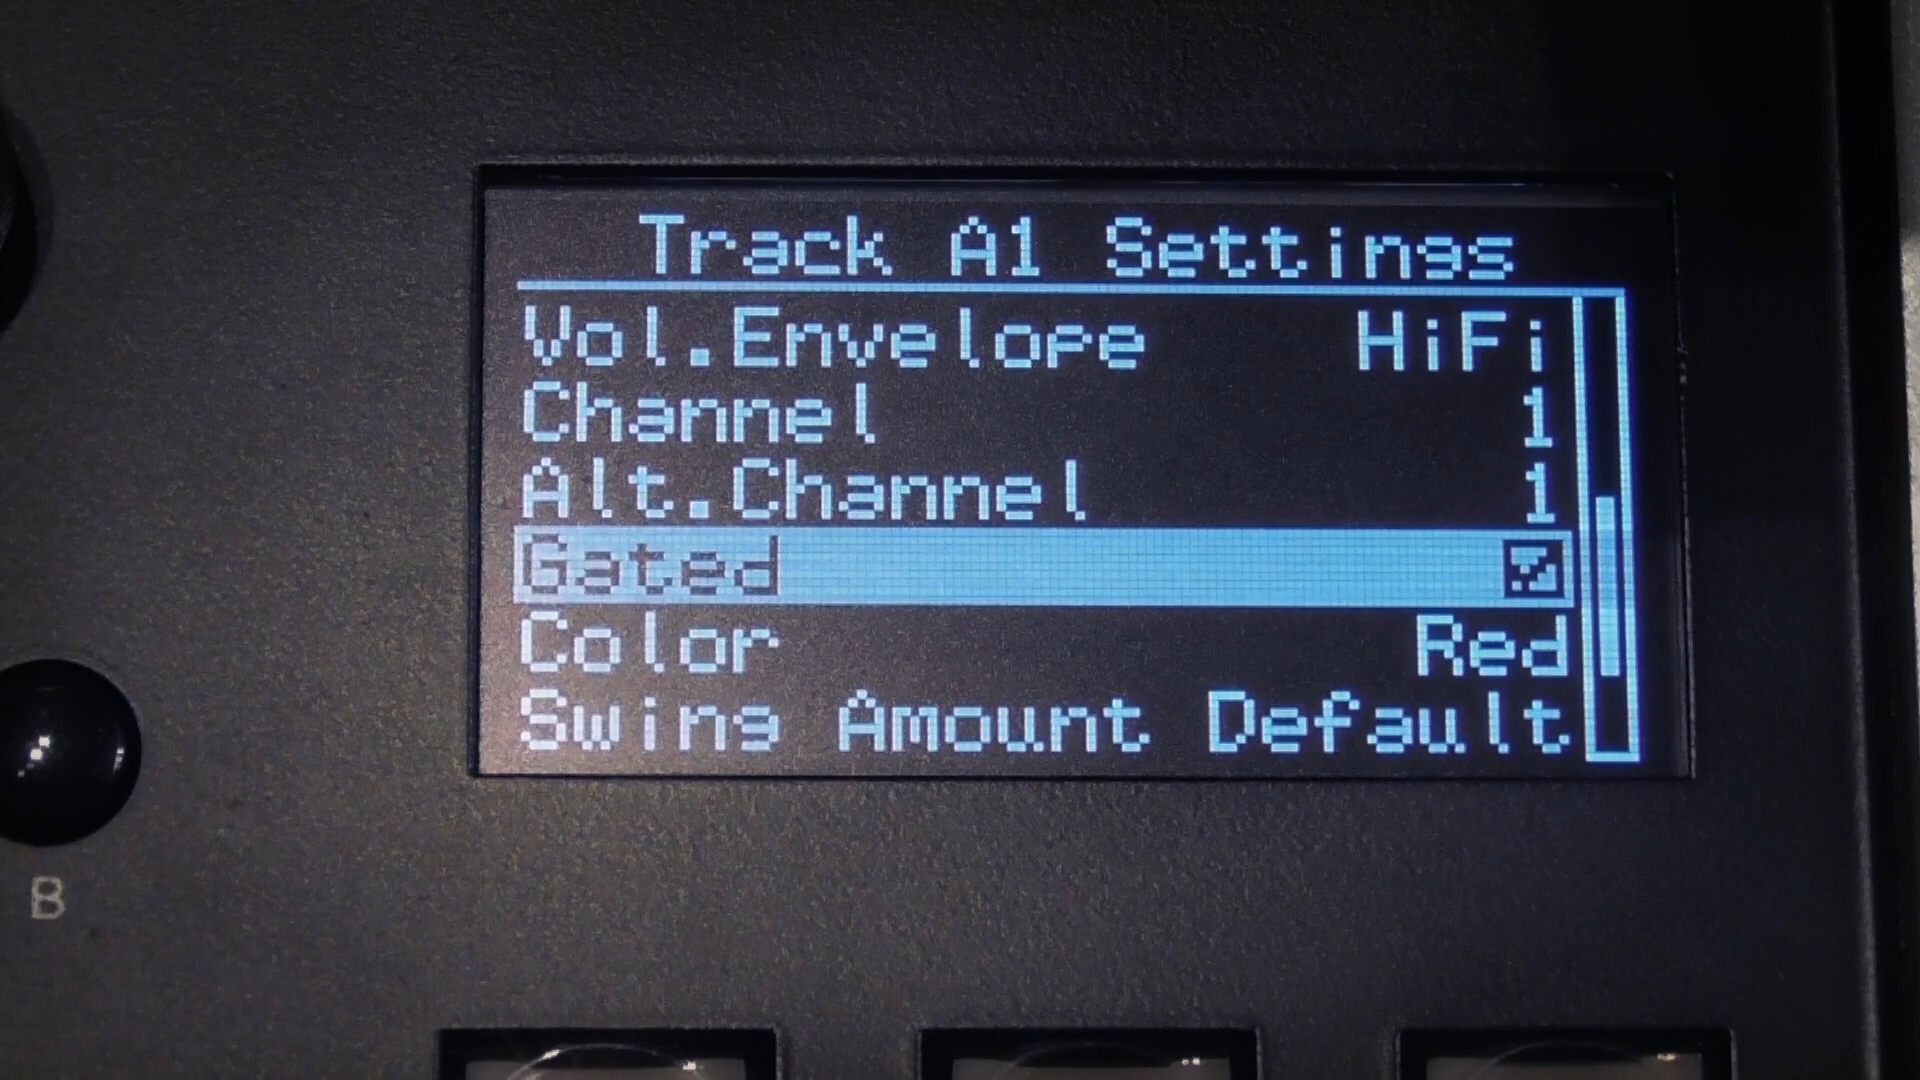 Track A1 Settings
Vol.Envelope HiFi
Channel 1
Alt.Channel 1
Gated
Color Red
Swing Amount Default
B